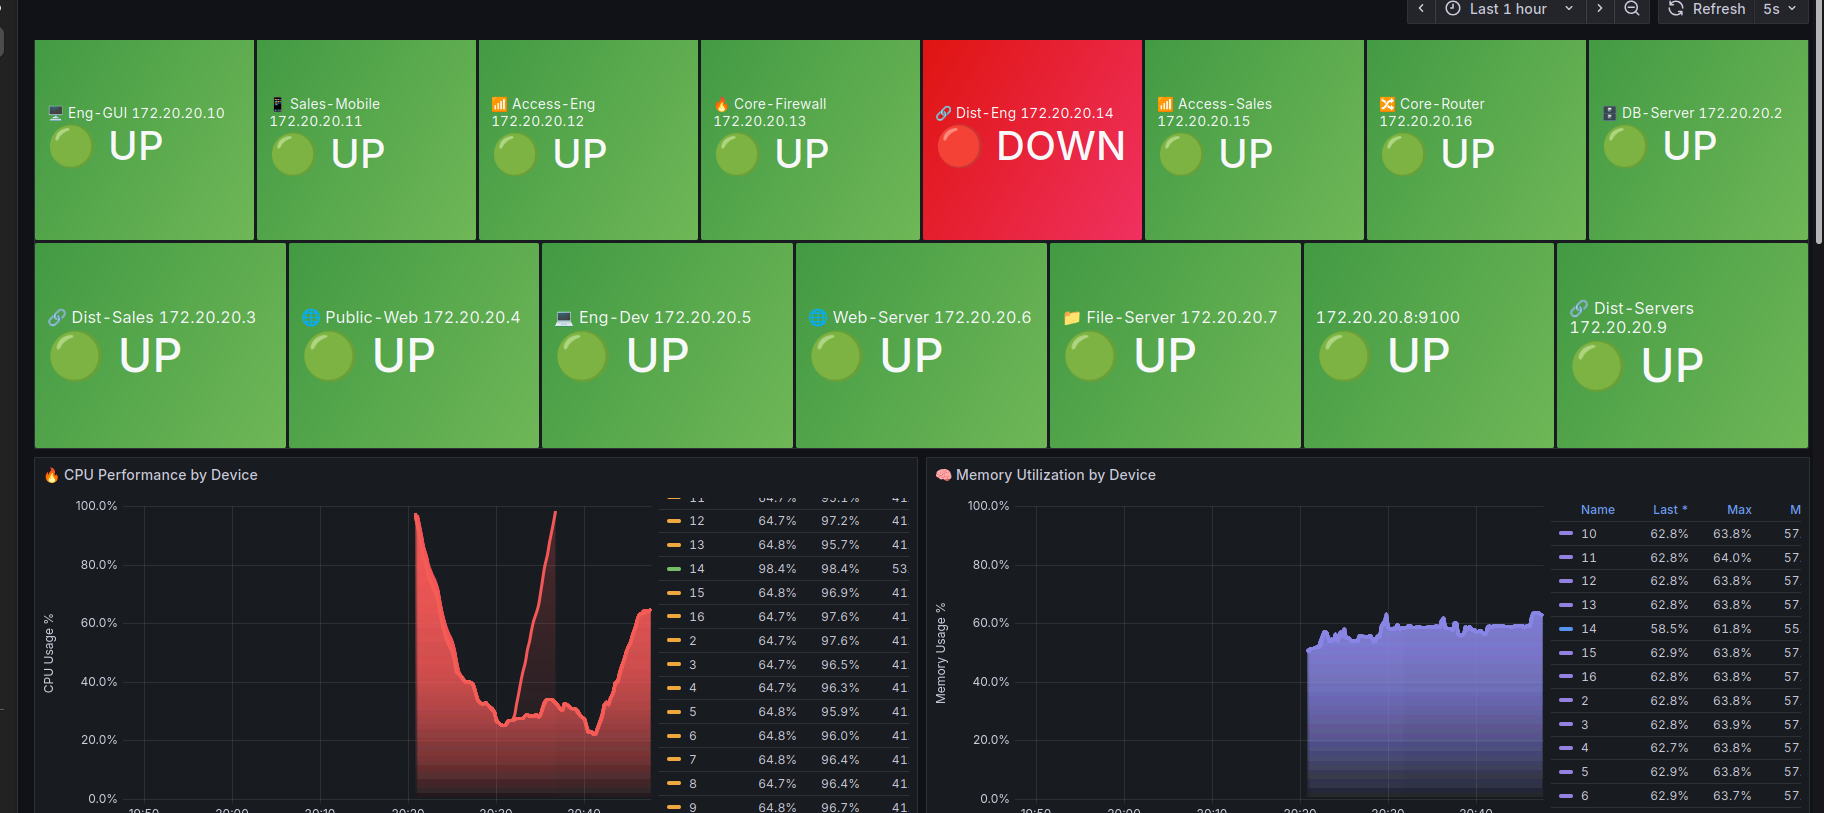 Last 1 hour
Refresh
5s
Eng-GUI 172.20.20.10
UP
Sales-Mobile
172.20.20.11
UP
Access-Eng
172.20.20.12
UP
Core-Firewall
172.20.20.13
UP
Dist-Eng 172.20.20.14
DOWN
Access-Sales
172.20.20.15
UP
Core-Router
172.20.20.16
UP
DB-Server 172.20.20.2
UP
Dist-Sales 172.20.20.3
UP
Public-Web 172.20.20.4
UP
Eng-Dev 172.20.20.5
UP
Web-Server 172.20.20.6
UP
File-Server 172.20.20.7
UP
172.20.20.8:9100
UP
Dist-Servers
172.20.20.9
UP
CPU Performance by Device
CPU Usage %
100.0%
80.0%
60.0%
40.0%
20.0%
0.0%
12 64.7% 97.2% 41.
13 64.8% 95.7% 41.
14 98.4% 98.4% 53.
15 64.8% 96.9% 41.
16 64.7% 97.6% 41.
2 64.7% 97.6% 41.
3 64.7% 96.5% 41.
4 64.7% 96.3% 41.
5 64.8% 95.9% 41.
6 64.8% 96.0% 41.
7 64.8% 96.4% 41.
8 64.7% 96.4% 41.
9 64.8% 96.7% 41.
Memory Utilization by Device
Memory Usage %
100.0%
80.0%
60.0%
40.0%
20.0%
0.0%
Name Last * Max M
10 62.8% 63.8% 57.
11 62.8% 64.0% 57.
12 62.8% 63.8% 57.
13 62.8% 63.8% 57.
14 58.5% 61.8% 55.
15 62.9% 63.8% 57.
16 62.8% 63.8% 57.
2 62.8% 63.8% 57.
3 62.8% 63.9% 57.
4 62.7% 63.8% 57.
5 62.9% 63.8% 57.
6 62.9% 63.7% 57.